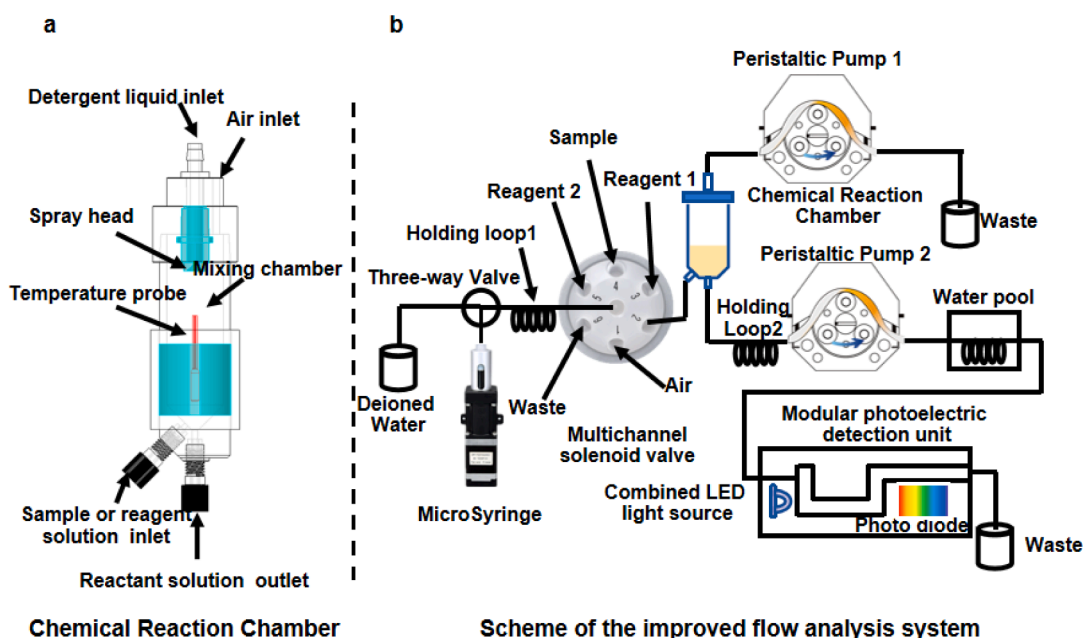 a
b
Detergent liquid inlet
Air inlet
Spray head
Mixing chamber
Temperature probe
Sample or reagent
solution inlet
Reactant solution outlet
Chemical Reaction Chamber
Peristaltic Pump 1
Sample
Reagent 2
Reagent 1
Chemical Reaction
Chamber
Waste
Holding loop1
Three-way Valve
Peristaltic Pump 2
Water pool
Holding
Loop2
4
5
3
6
2
1
Air
Waste
Deioned
Water
Multichannel
solenoid valve
MicroSyringe
Modular photoelectric
detection unit
Combined LED
light source
Photo diode
Waste
Scheme of the improved flow analysis system